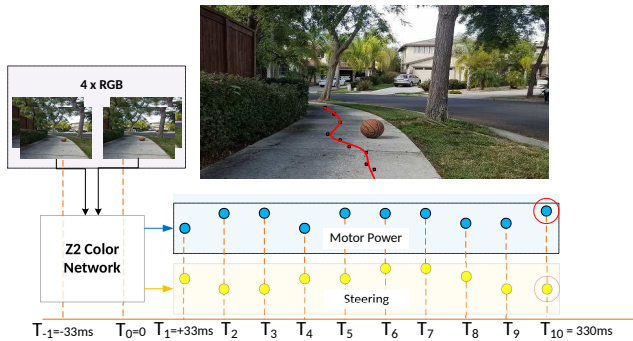 4 x RGB
Z2 Color
Network
Motor Power
Steering
T-1=-33ms T0=0 T1=+33ms T2 T3 T4 T5 T6 T7 T8 T9 T10 = 330ms